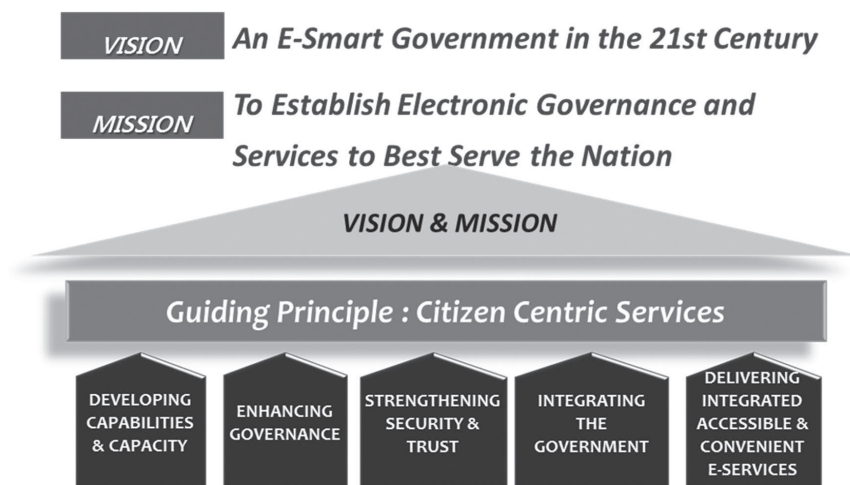 VISION An E-Smart Government in the 21st Century
MISSION To Establish Electronic Governance and
Services to Best Serve the Nation
VISION & MISSION
Guiding Principle : Citizen Centric Services
DEVELOPING
CAPABILITIES
& CAPACITY
ENHANCING
GOVERNANCE
STRENGTHENING
SECURITY &
TRUST
INTEGRATING
THE
GOVERNMENT
DELIVERING
INTEGRATED
ACCESSIBLE &
CONVENIENT
E-SERVICES